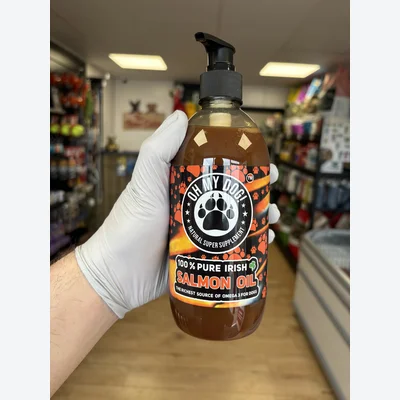 OH MY DOG!
TM
NATURAL SUPER SUPPLEMENT
100% PURE IRISH
SALMON OIL
THE RICHEST SOURCE OF OMEGA 3 FOR DOGS